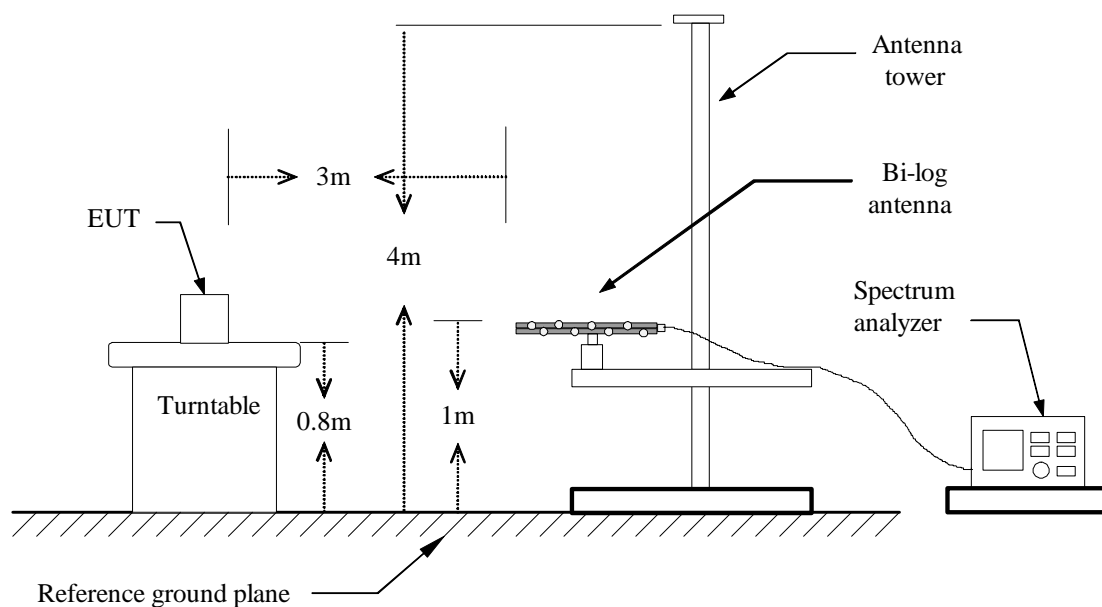 Antenna
tower
3m
Bi-log
antenna
EUT
4m
Spectrum
analyzer
Turntable
0.8m
1m
Reference ground plane